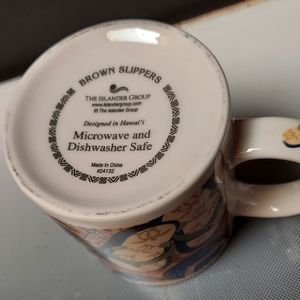 BROWN SLIPPERS
THE ISLANDER GROUP
www.islandergroup.com
© The Islander Group
Designed in Hawai'i
Microwave and
Dishwasher Safe
Made In China
#24132